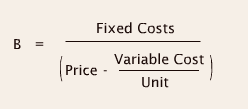 Fixed Costs
B =
Variable Cost
(Price - )
Unit